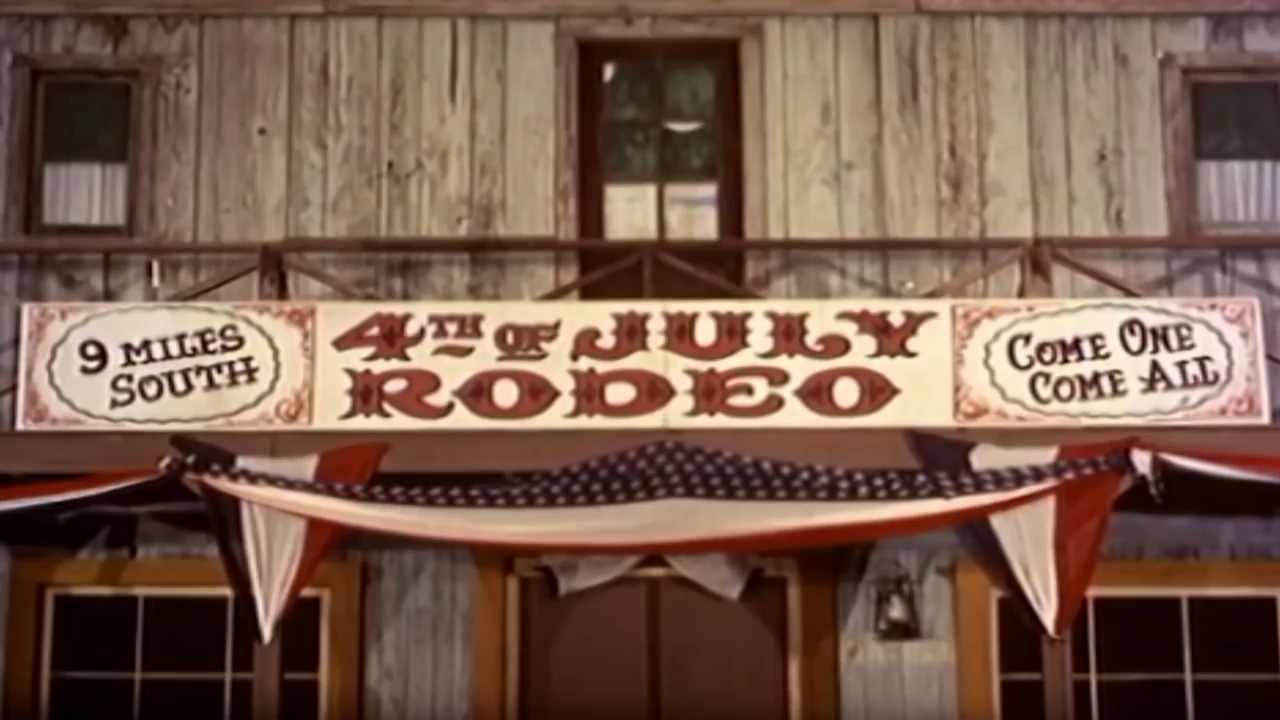 9 MILES
SOUTH
4TH OF JULY
RODEO
COME ONE
COME ALL